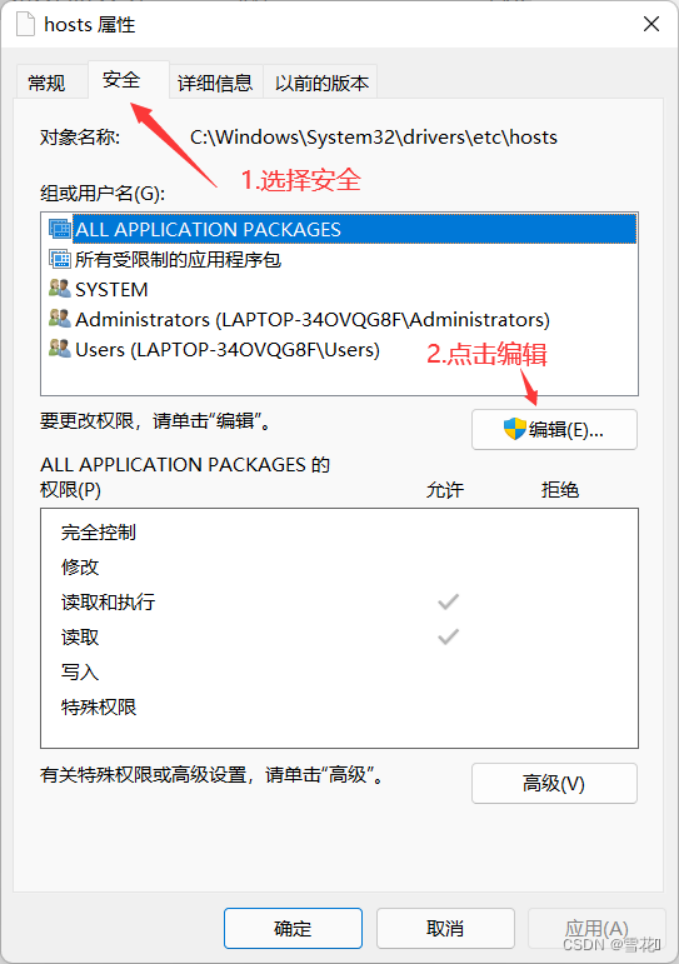 hosts 属性
常规 安全 详细信息 以前的版本
对象名称: C:\Windows\System32\drivers\etc\hosts
1.选择安全
组或用户名(G):
ALL APPLICATION PACKAGES
所有受限制的应用程序包
SYSTEM
Administrators (LAPTOP-34OVQG8F\Administrators)
Users (LAPTOP-34OVQG8F\Users)
2.点击编辑
要更改权限，请单击“编辑”。 编辑(E)...
ALL APPLICATION PACKAGES 的
权限(P) 允许 拒绝
完全控制
修改
读取和执行
读取
写入
特殊权限
有关特殊权限或高级设置，请单击“高级”。 高级(V)
确定 取消 应用(A)
CSDN @雪花